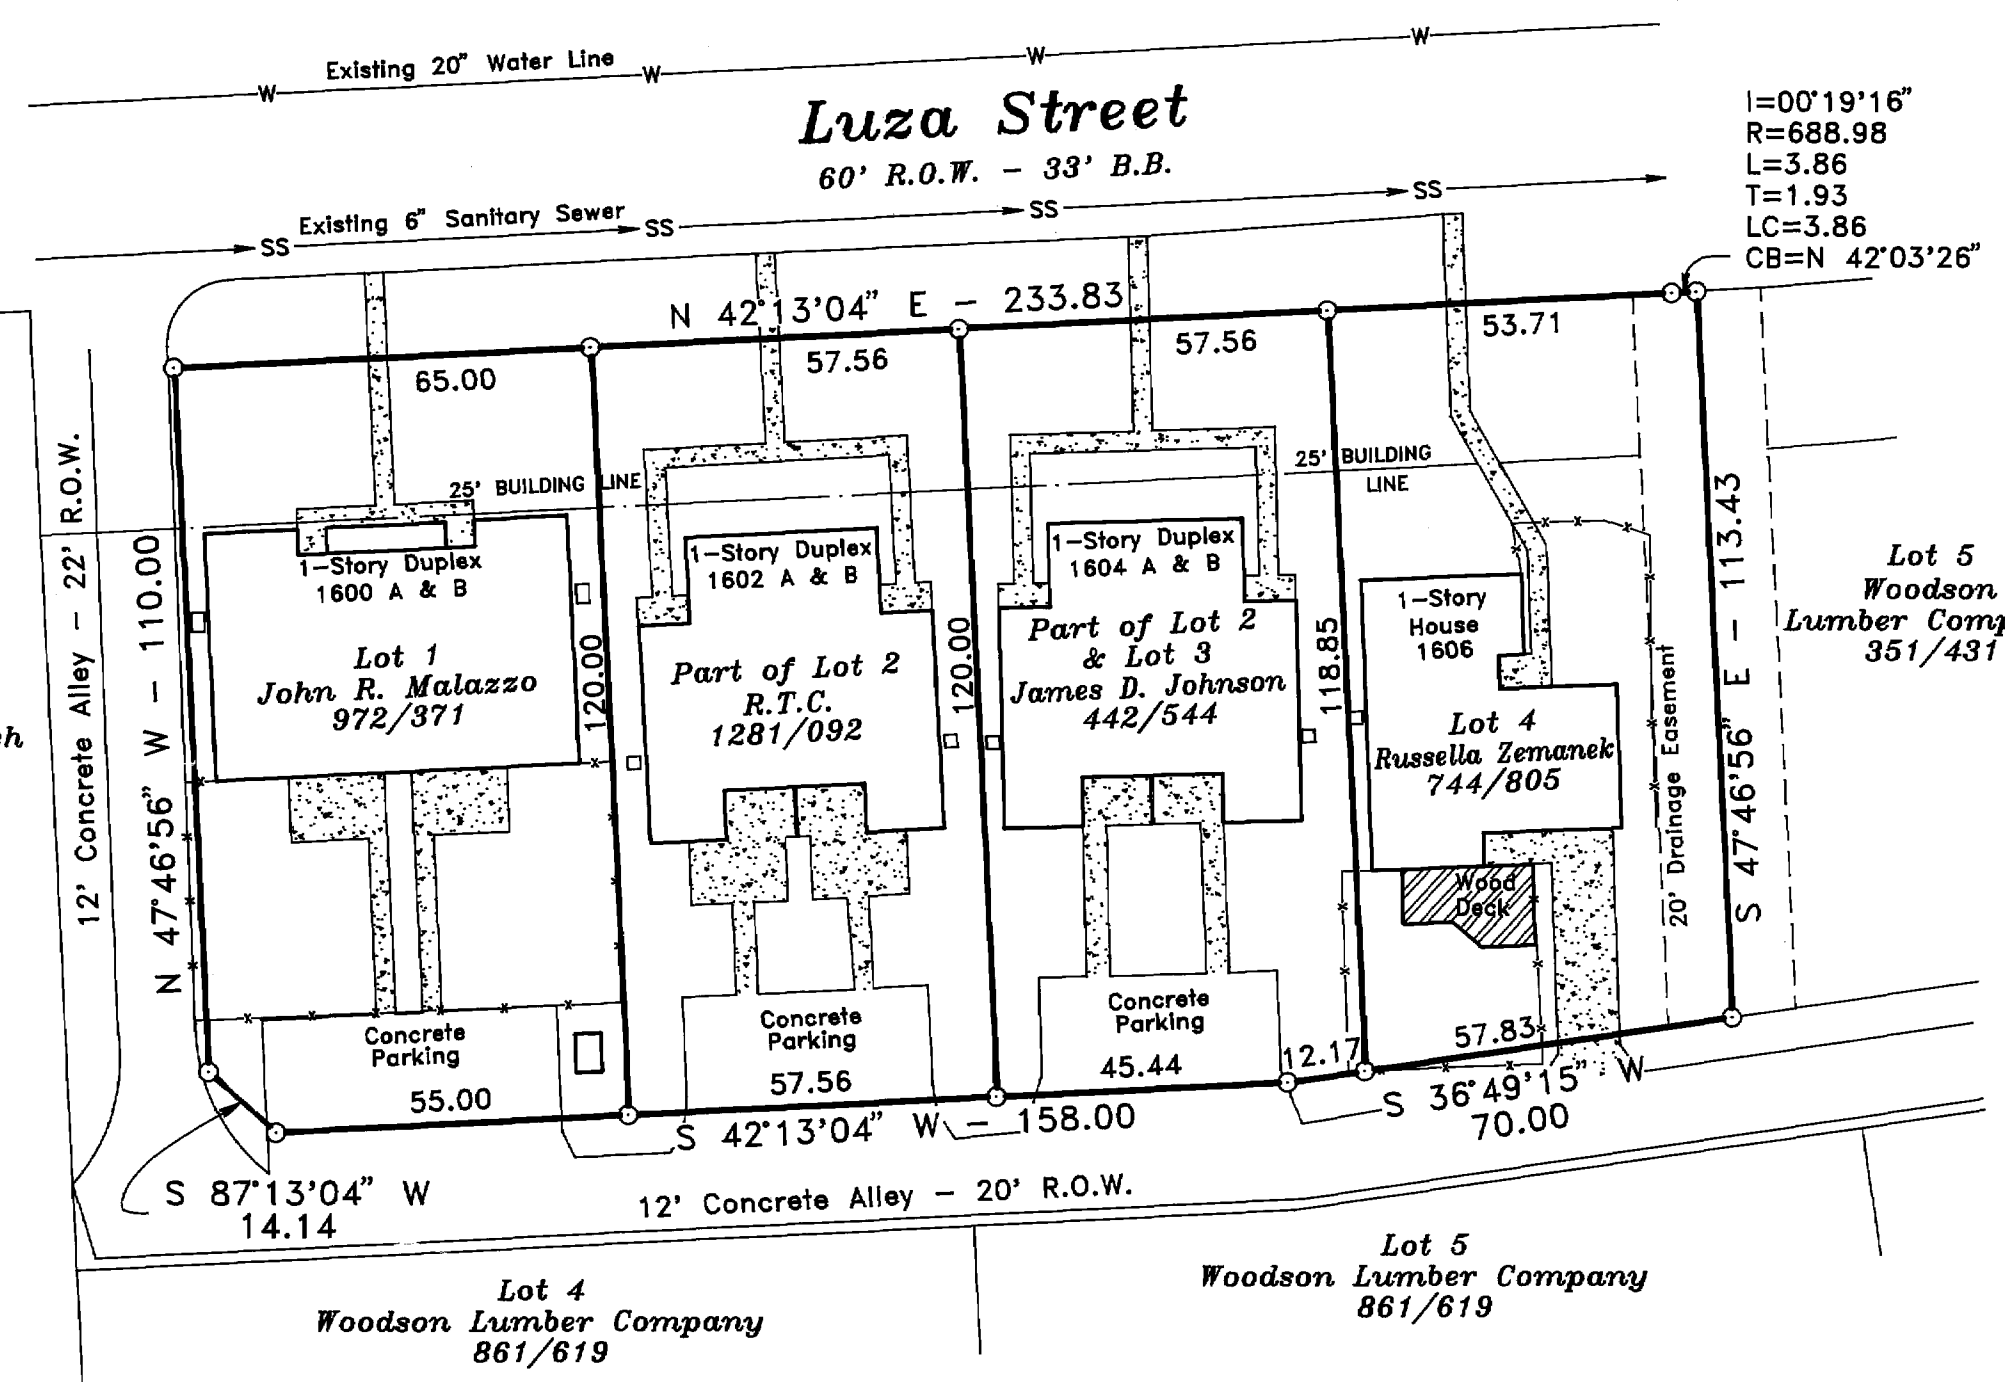 Existing 20" Water Line
W
W
W
W
Luza Street
60' R.O.W. - 33' B.B.
I=00°19'16"
R=688.98
L=3.86
T=1.93
LC=3.86
CB=N 42°03'26"
Existing 6" Sanitary Sewer
SS
SS
SS
SS
N 42°13'04" E - 233.83
65.00
57.56
57.56
53.71
12' Concrete Alley - 22' R.O.W.
N 47°46'56" W - 110.00
25' BUILDING LINE
25' BUILDING
LINE
1-Story Duplex
1600 A & B
Lot 1
John R. Malazzo
972/371
120.00
1-Story Duplex
1602 A & B
Part of Lot 2
R.T.C.
1281/092
120.00
1-Story Duplex
1604 A & B
Part of Lot 2
& Lot 3
James D. Johnson
442/544
118.85
1-Story
House
1606
Lot 4
Russella Zemanek
744/805
Wood
Deck
20' Drainage Easement
S 47°46'56" E - 113.43
Lot 5
Woodson
Lumber Comp
351/431
Concrete
Parking
55.00
Concrete
Parking
57.56
Concrete
Parking
45.44
12.17
57.83
S 42°13'04" W - 158.00
S 36°49'15" W
70.00
S 87°13'04" W
14.14
12' Concrete Alley - 20' R.O.W.
Lot 4
Woodson Lumber Company
861/619
Lot 5
Woodson Lumber Company
861/619